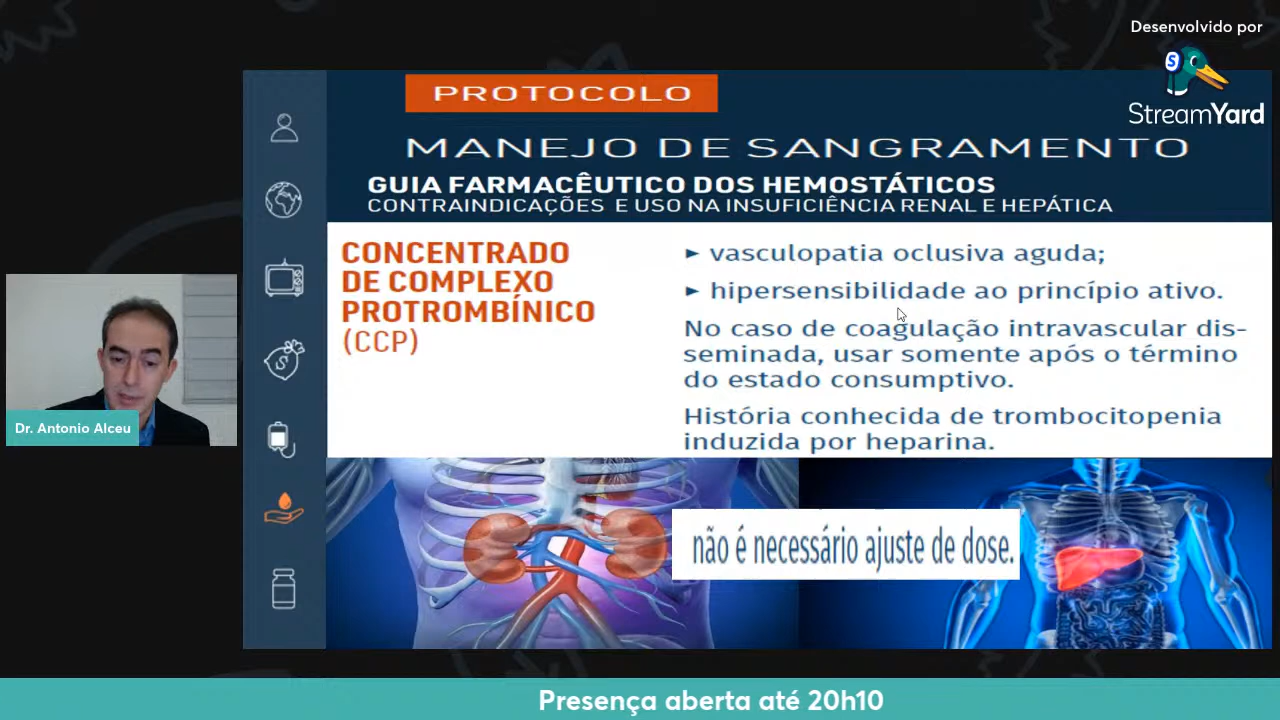 Desenvolvido por
S
StreamYard
PROTOCOLO
MANEJO DE SANGRAMENTO
GUIA FARMACÊUTICO DOS HEMOSTÁTICOS
CONTRAINDICAÇÕES E USO NA INSUFICIÊNCIA RENAL E HEPÁTICA
CONCENTRADO
DE COMPLEXO
PROTROMBÍNICO
(CCP)
► vasculopatia oclusiva aguda;
► hipersensibilidade ao princípio ativo.
No caso de coagulação intravascular dis-
seminada, usar somente após o término
do estado consumptivo.
História conhecida de trombocitopenia
induzida por heparina.
não é necessário ajuste de dose.
$
Dr. Antonio Alceu
Presença aberta até 20h10